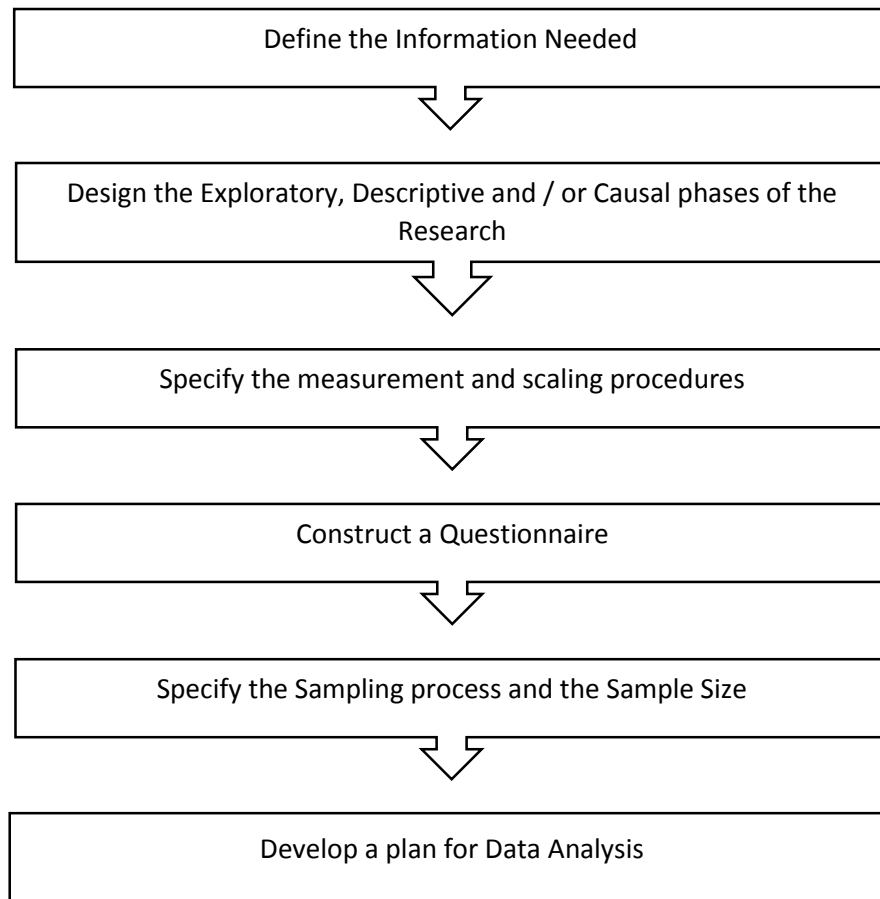 Define the Information Needed
Design the Exploratory, Descriptive and / or Causal phases of the
Research
Specify the measurement and scaling procedures
Construct a Questionnaire
Specify the Sampling process and the Sample Size
Develop a plan for Data Analysis